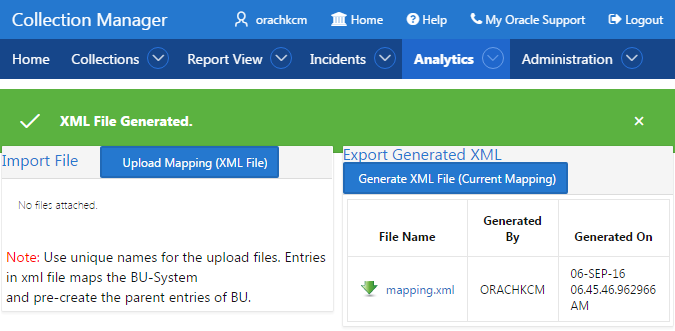 Collection Manager
orachkcm
Home
Help
My Oracle Support
Logout
Home
Collections
Report View
Incidents
Analytics
Administration
XML File Generated.
Import File
Upload Mapping (XML File)
No files attached.
Note: Use unique names for the upload files. Entries
in xml file maps the BU-System
and pre-create the parent entries of BU.
Export Generated XML
Generate XML File (Current Mapping)
File Name
Generated
By
Generated On
mapping.xml
ORACHKCM
06-SEP-16
06.45.46.962966
AM